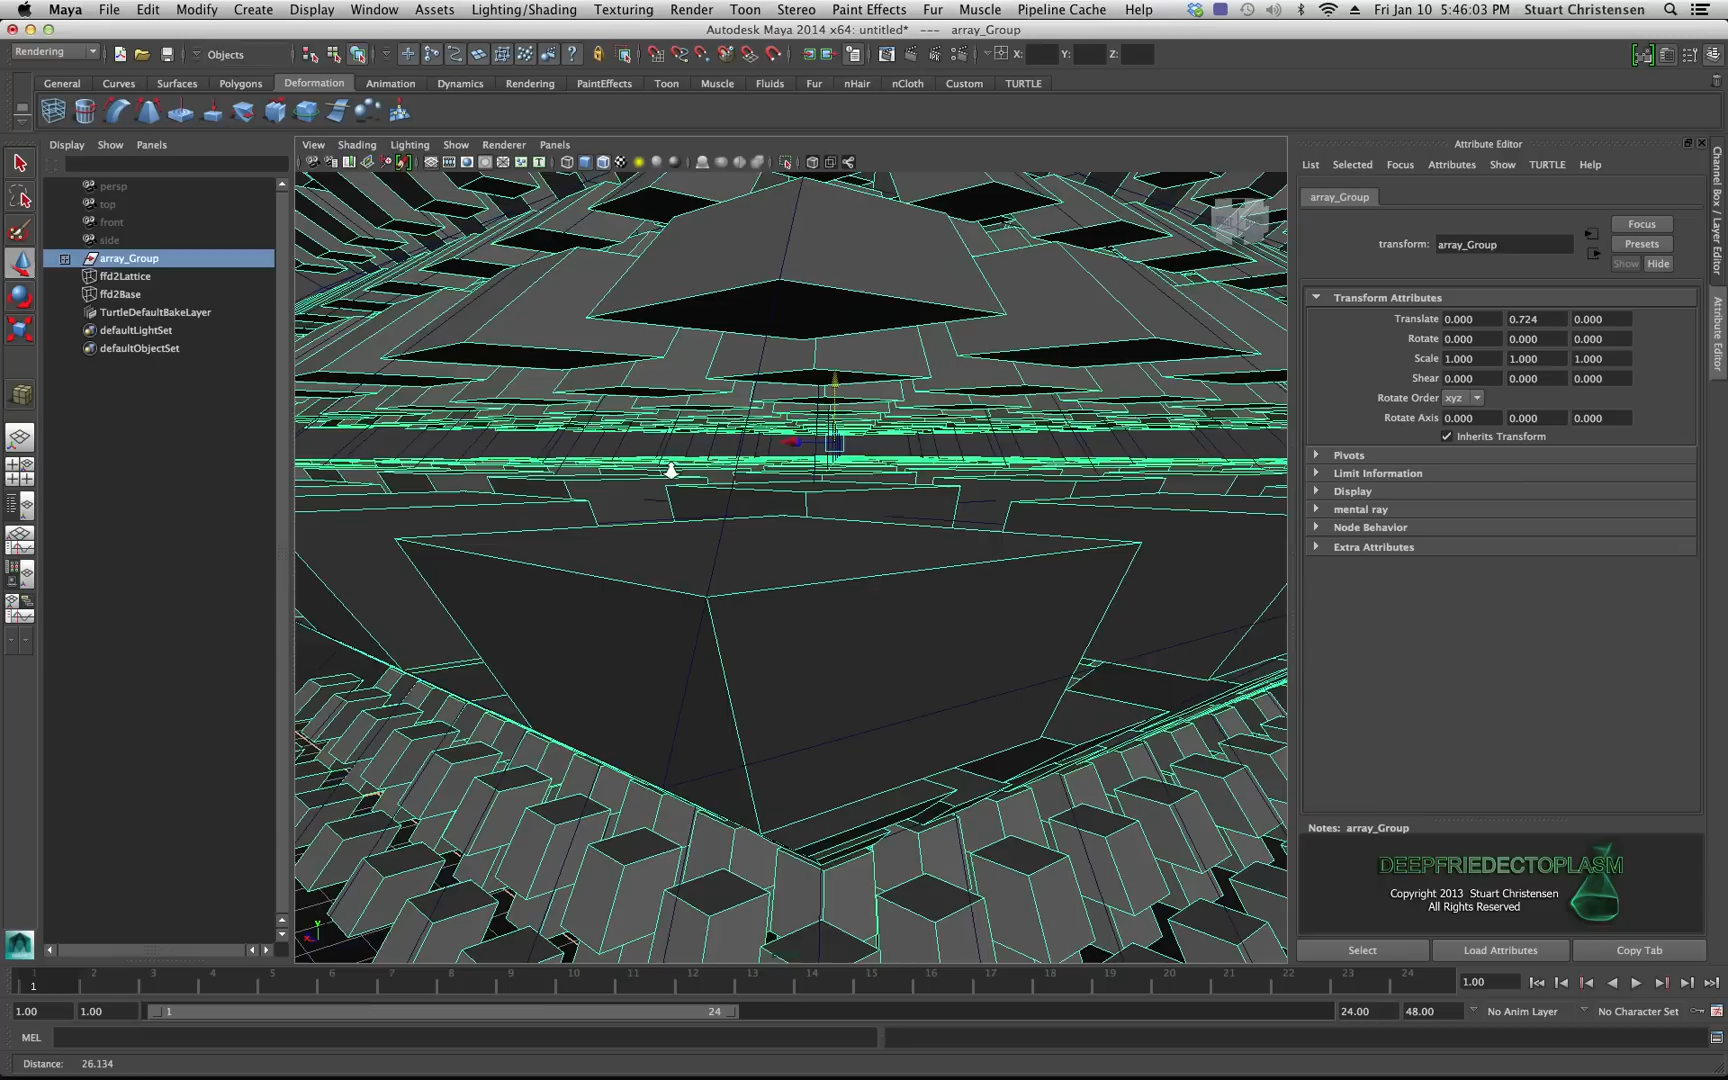 Maya File Edit Modify Create Display Window Assets Lighting/Shading Texturing Render Toon Stereo Paint Effects Fur Muscle Pipeline Cache Help Fri Jan 10 5:46:03 PM Stuart Christensen
Autodesk Maya 2014 x64: untitled* --- array_Group
Rendering Objects X: Y: Z:
General Curves Surfaces Polygons Deformation Animation Dynamics Rendering PaintEffects Toon Muscle Fluids Fur nHair nCloth Custom TURTLE
Display Show Panels
persp
top
front
side
array_Group
ffd2Lattice
ffd2Base
TurtleDefaultBakeLayer
defaultLightSet
defaultObjectSet
View Shading Lighting Show Renderer Panels
Attribute Editor
List Selected Focus Attributes Show TURTLE Help
array_Group
Focus
transform: array_Group Presets
Show Hide
Transform Attributes
Translate 0.000 0.724 0.000
Rotate 0.000 0.000 0.000
Scale 1.000 1.000 1.000
Shear 0.000 0.000 0.000
Rotate Order xyz
Rotate Axis 0.000 0.000 0.000
Inherits Transform
Pivots
Limit Information
Display
mental ray
Node Behavior
Extra Attributes
Notes: array_Group
DEEPFRIEDECTOPLASM
Copyright 2013 Stuart Christensen
All Rights Reserved
Select Load Attributes Copy Tab
Channel Box / Layer Editor
Attribute Editor
1 2 3 4 5 6 7 8 9 10 11 12 13 14 15 16 17 18 19 20 21 22 23 24 1.00
1
1.00 1.00 1 24 24.00 48.00 No Anim Layer No Character Set
MEL
Distance: 26.134